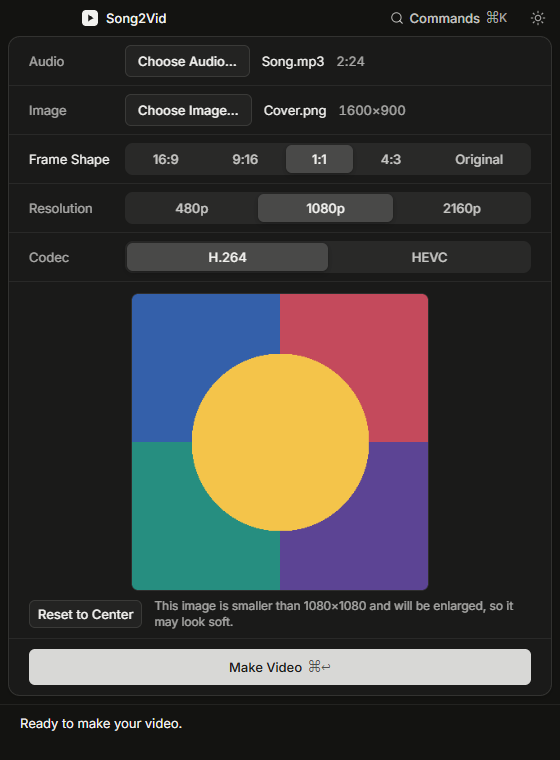 Song2Vid
Commands ⌘K
Audio Choose Audio... Song.mp3 2:24
Image Choose Image... Cover.png 1600×900
Frame Shape 16:9 9:16 1:1 4:3 Original
Resolution 480p 1080p 2160p
Codec H.264 HEVC
Reset to Center
This image is smaller than 1080×1080 and will be enlarged, so it
may look soft.
Make Video ⌘↩
Ready to make your video.